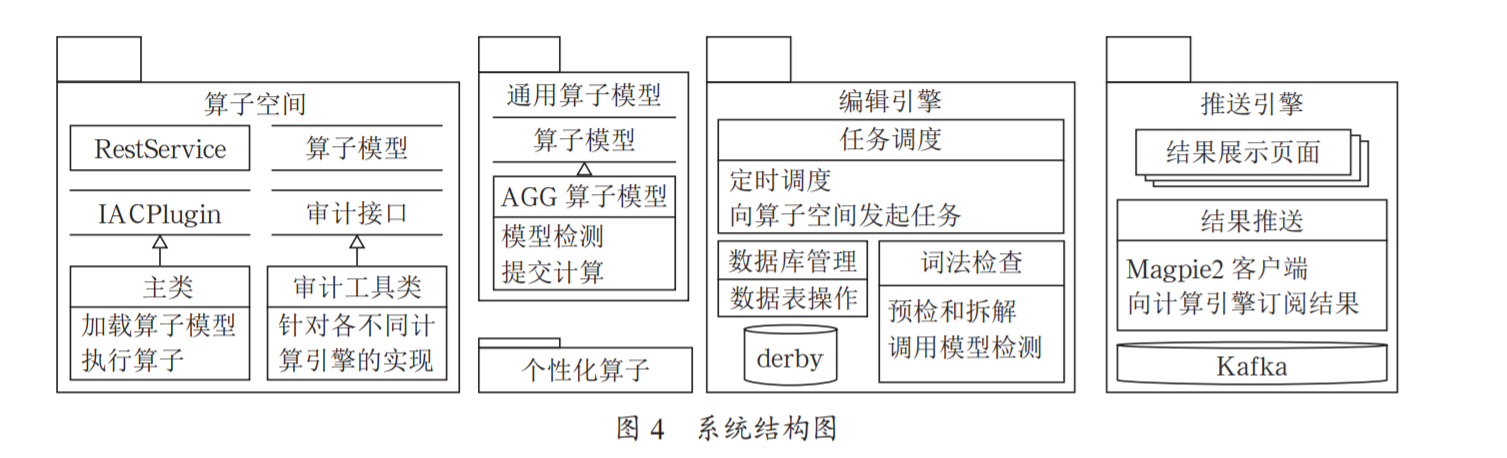 算子空间
RestService
算子模型
IACPlugin
审计接口
主类
加载算子模型
执行算子
审计工具类
针对各不同计
算引擎的实现
通用算子模型
算子模型
AGG 算子模型
模型检测
提交计算
个性化算子
编辑引擎
任务调度
定时调度
向算子空间发起任务
数据库管理
数据表操作
derby
词法检查
预检和拆解
调用模型检测
推送引擎
结果展示页面
结果推送
Magpie2 客户端
向计算引擎订阅结果
Kafka
图 4 系统结构图